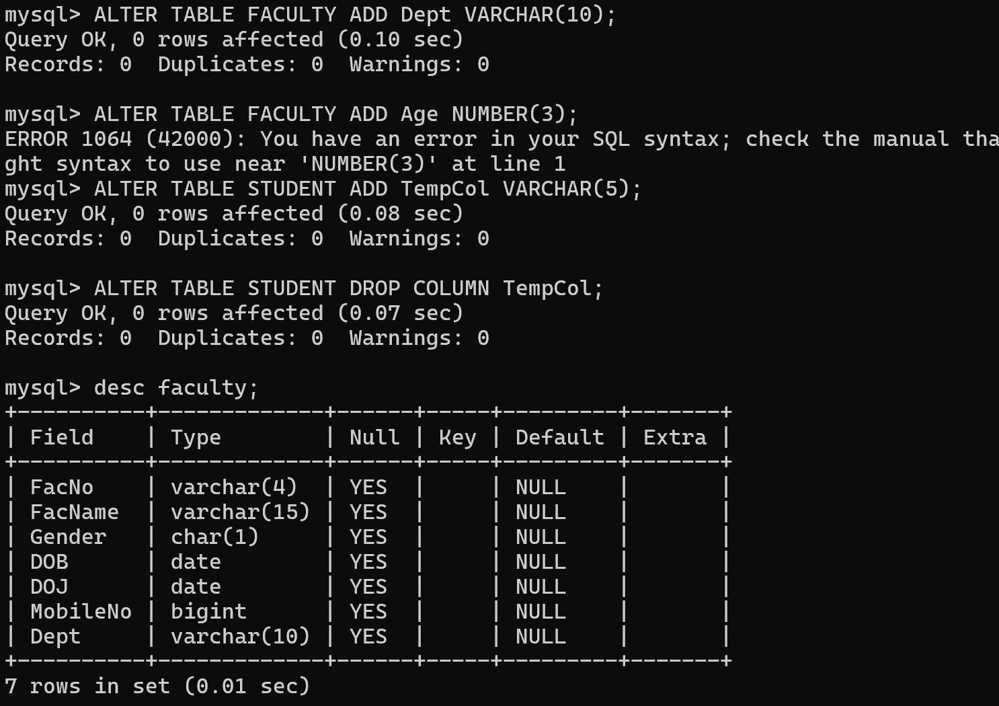 mysql> ALTER TABLE FACULTY ADD Dept VARCHAR(10);
Query OK, 0 rows affected (0.10 sec)
Records: 0  Duplicates: 0  Warnings: 0

mysql> ALTER TABLE FACULTY ADD Age NUMBER(3);
ERROR 1064 (42000): You have an error in your SQL syntax; check the manual tha
ght syntax to use near 'NUMBER(3)' at line 1
mysql> ALTER TABLE STUDENT ADD TempCol VARCHAR(5);
Query OK, 0 rows affected (0.08 sec)
Records: 0  Duplicates: 0  Warnings: 0

mysql> ALTER TABLE STUDENT DROP COLUMN TempCol;
Query OK, 0 rows affected (0.07 sec)
Records: 0  Duplicates: 0  Warnings: 0

mysql> desc faculty;
+----------+-------------+------+-----+---------+-------+
| Field    | Type        | Null | Key | Default | Extra |
+----------+-------------+------+-----+---------+-------+
| FacNo    | varchar(4)  | YES  |     | NULL    |       |
| FacName  | varchar(15) | YES  |     | NULL    |       |
| Gender   | char(1)     | YES  |     | NULL    |       |
| DOB      | date        | YES  |     | NULL    |       |
| DOJ      | date        | YES  |     | NULL    |       |
| MobileNo | bigint      | YES  |     | NULL    |       |
| Dept     | varchar(10) | YES  |     | NULL    |       |
+----------+-------------+------+-----+---------+-------+
7 rows in set (0.01 sec)